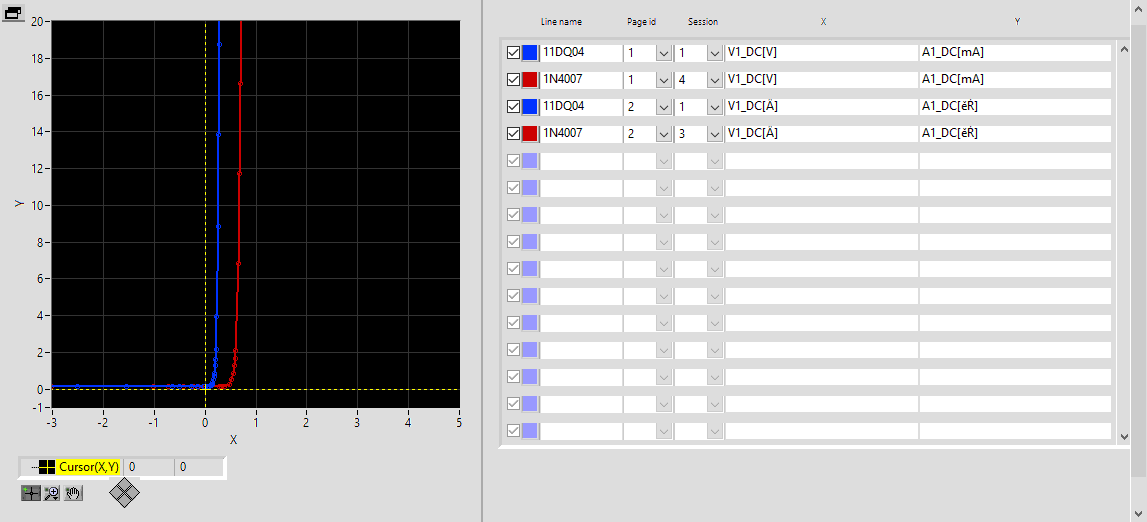 Line name Page id Session X Y
11DQ04 1 1 V1_DC[V] A1_DC[mA]
1N4007 1 4 V1_DC[V] A1_DC[mA]
11DQ04 2 1 V1_DC[Ä] A1_DC[ěŘ]
1N4007 2 3 V1_DC[Ä] A1_DC[ěŘ]
20
18
16
14
12
10
8
6
4
2
0
-1
Y
-3 -2 -1 0 1 2 3 4 5
X
Cursor(X,Y) 0 0